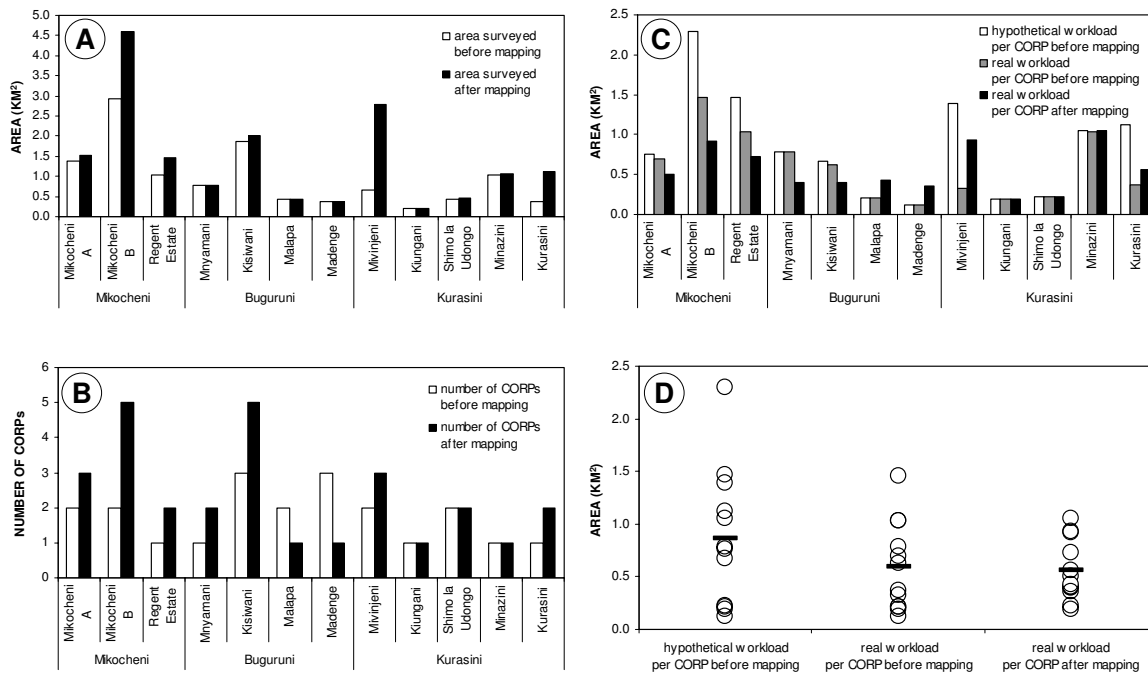 A
AREA (KM²)
5.0
4.5
4.0
3.5
3.0
2.5
2.0
1.5
1.0
0.5
0.0
area surveyed
before mapping
area surveyed
after mapping
Mikocheni
A
Mikocheni
B
Regent
Estate
Mnyamani
Kisiwani
Malapa
Madenge
Mivinjeni
Kiungani
Shimo la
Udongo
Minazini
Kurasini
Mikocheni
Buguruni
Kurasini
C
AREA (KM²)
2.5
2.0
1.5
1.0
0.5
0.0
hypothetical workload
per CORP before mapping
real workload
per CORP before mapping
real workload
per CORP after mapping
Mikocheni
A
Mikocheni
B
Regent
Estate
Mnyamani
Kisiwani
Malapa
Madenge
Mivinjeni
Kiungani
Shimo la
Udongo
Minazini
Kurasini
Mikocheni
Buguruni
Kurasini
B
NUMBER OF CORPs
6
5
4
3
2
1
0
number of CORPs
before mapping
number of CORPs
after mapping
Mikocheni
A
Mikocheni
B
Regent
Estate
Mnyamani
Kisiwani
Malapa
Madenge
Mivinjeni
Kiungani
Shimo la
Udongo
Minazini
Kurasini
Mikocheni
Buguruni
Kurasini
D
AREA (KM²)
2.5
2.0
1.5
1.0
0.5
0.0
hypothetical workload
per CORP before mapping
real workload
per CORP before mapping
real workload
per CORP after mapping